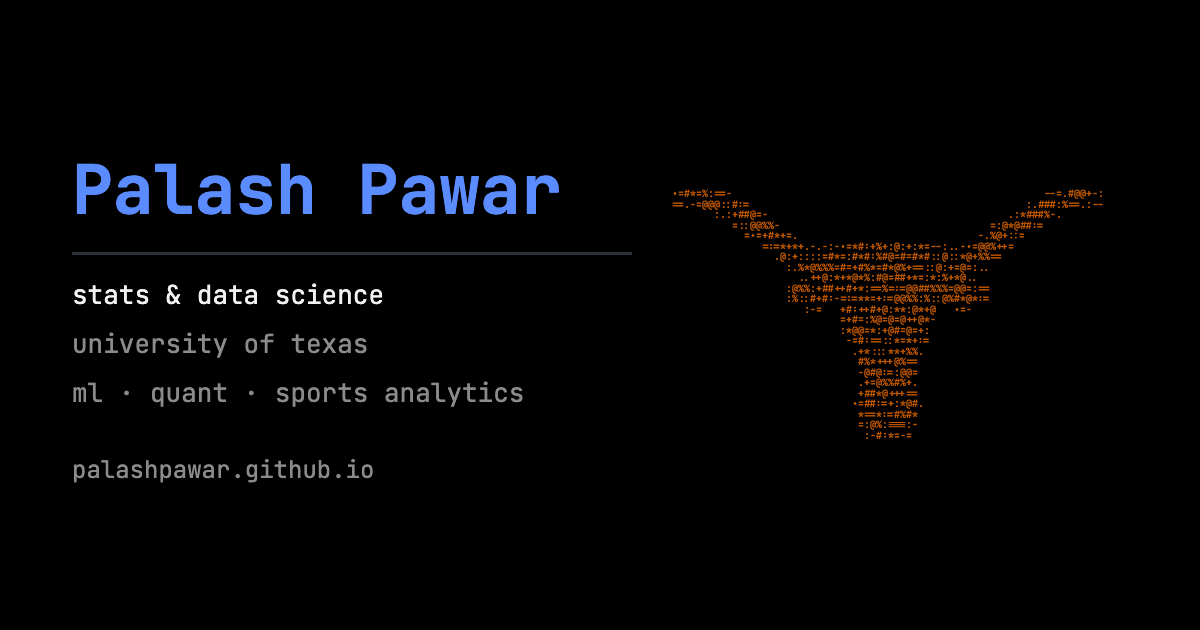 Palash Pawar
stats & data science
university of texas
ml · quant · sports analytics
palashpawar.github.io